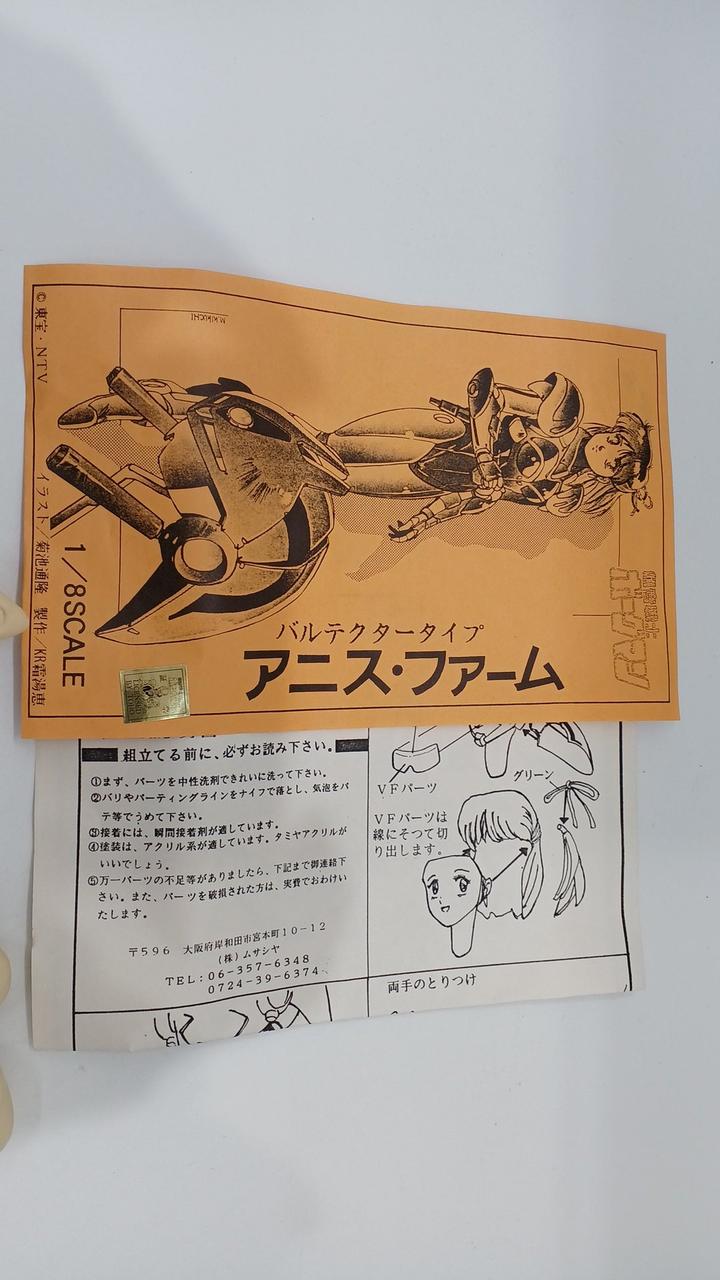 ©東宝・NTV
M.KIKUCHI
イラスト/菊池通隆 製作/KR霜湯恵
1/8SCALE
バルテクタータイプ
アニス・ファーム
ボーグマン
組立てる前に、必ずお読み下さい。
①まず、パーツを中性洗剤できれいに洗って下さい。
②バリやパーティングラインをナイフで落とし、気泡をパ
テ等でうめて下さい。
③接着には、瞬間接着剤が適しています。
④塗装は、アクリル系が適しています。タミヤアクリルが
いいでしょう。
⑤万一パーツの不足等がありましたら、下記まで御連絡下
さい。また、パーツを破損された方は、実費でおわけい
たします。
〒596 大阪府岸和田市宮本町10-12
(株)ムサシヤ
TEL:06-357-6348
0724-39-6374
VFパーツ
グリーン
VFパーツは
線にそつて切
り出します。
両手のとりつけ